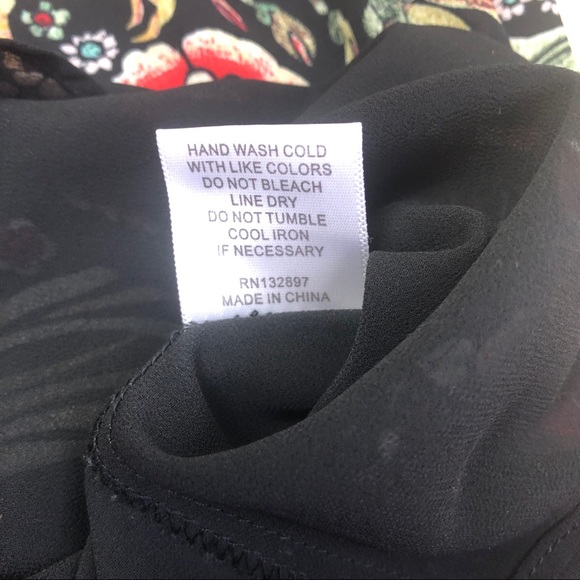 HAND WASH COLD
WITH LIKE COLORS
DO NOT BLEACH
LINE DRY
DO NOT TUMBLE
COOL IRON
IF NECESSARY
RN132897
MADE IN CHINA